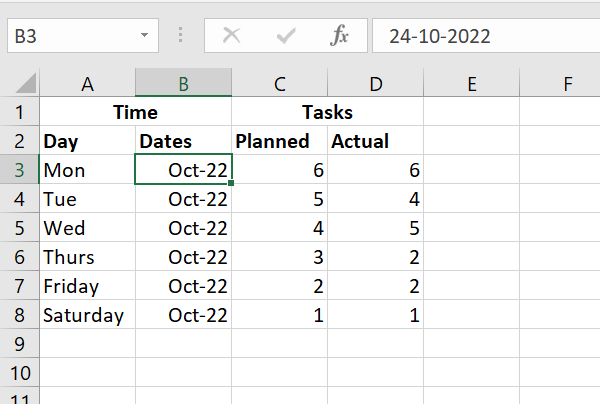 B3 fx 24-10-2022
A B C D E F
1 Time Tasks
2 Day Dates Planned Actual
3 Mon Oct-22 6 6
4 Tue Oct-22 5 4
5 Wed Oct-22 4 5
6 Thurs Oct-22 3 2
7 Friday Oct-22 2 2
8 Saturday Oct-22 1 1
9
10
11